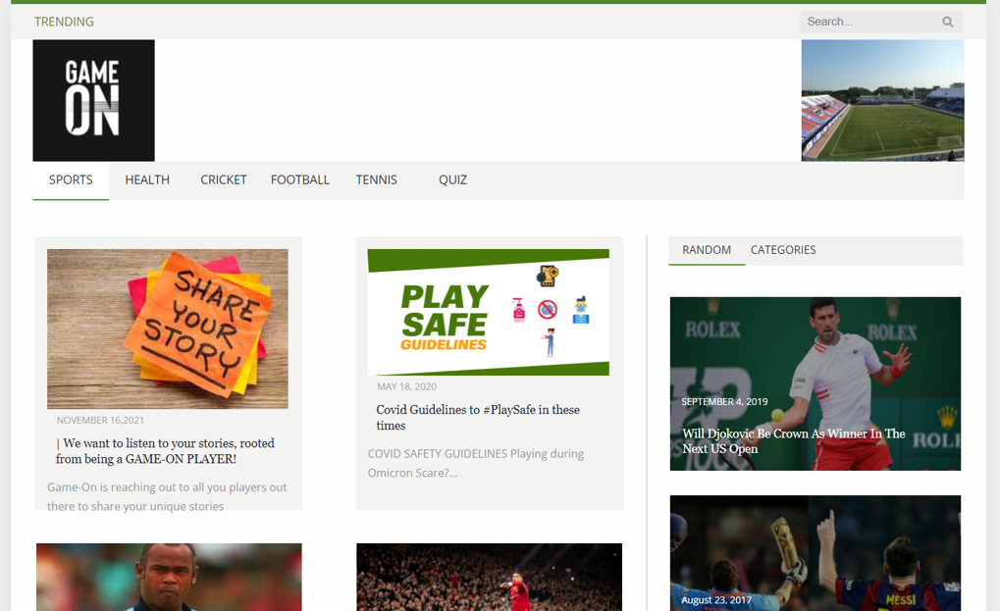 TRENDING
Search...
GAME
ON
SPORTS
HEALTH
CRICKET
FOOTBALL
TENNIS
QUIZ
SHARE
YOUR
STORY
NOVEMBER 16,2021
| We want to listen to your stories, rooted
from being a GAME-ON PLAYER!
Game-On is reaching out to all you players out
there to share your unique stories
PLAY
SAFE
GUIDELINES
MAY 18, 2020
Covid Guidelines to #PlaySafe in these
times
COVID SAFETY GUIDELINES Playing during
Omicron Scare?...
RANDOM
CATEGORIES
ROLEX
ROLEX
ROLE
SEPTEMBER 4, 2019
Will Djokovic Be Crown As Winner In The
Next US Open
August 23, 2017
MESSI